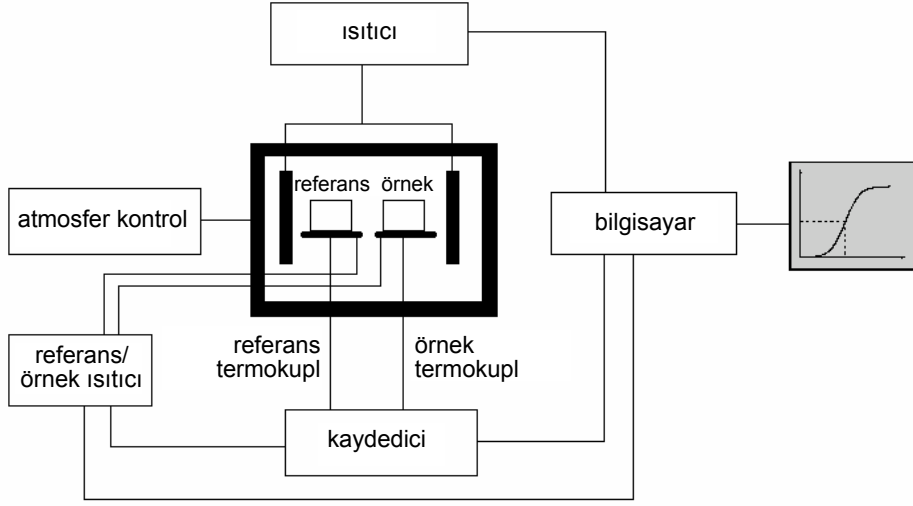 ısıtıcı
referans örnek
atmosfer kontrol
bilgisayar
referans
termokupl
örnek
termokupl
referans/
örnek ısıtıcı
kaydedici